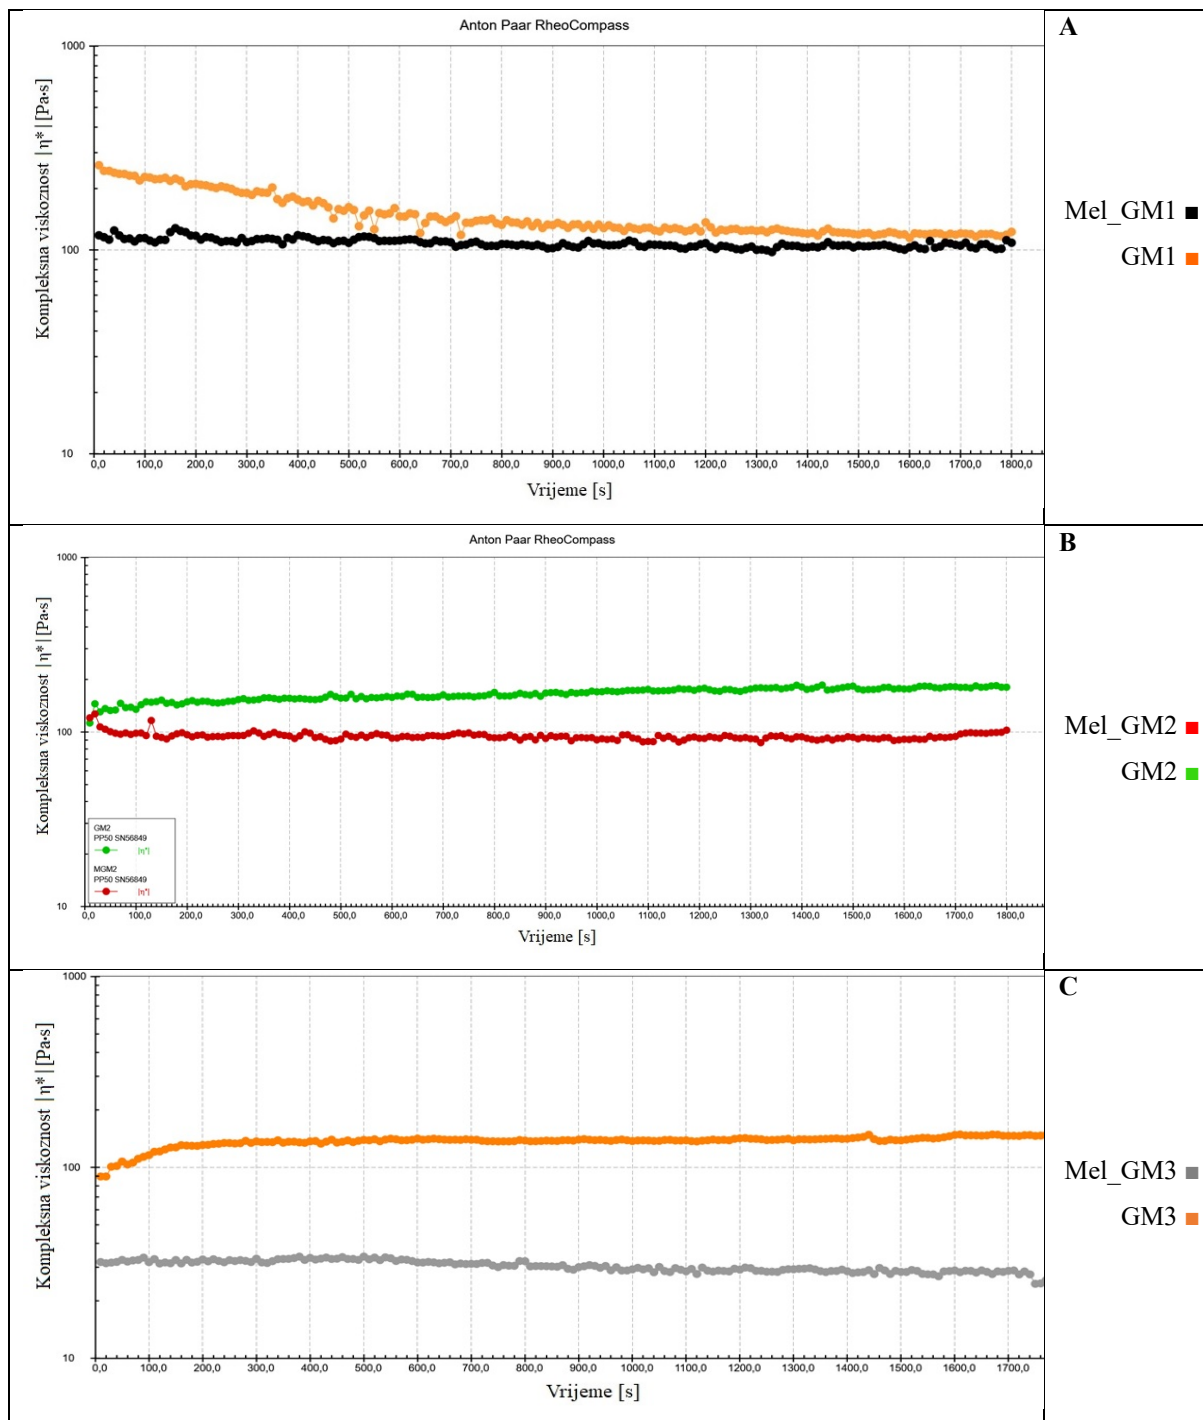 Anton Paar RheoCompass
A
1000
100
10
Kompleksna viskoznost |η*| [Pa·s]
0,0 100,0 200,0 300,0 400,0 500,0 600,0 700,0 800,0 900,0 1000,0 1100,0 1200,0 1300,0 1400,0 1500,0 1600,0 1700,0 1800,0
Vrijeme [s]
Mel_GM1
GM1
Anton Paar RheoCompass
B
1000
100
10
Kompleksna viskoznost |η*| [Pa·s]
GM2
PP50 SN56849
|η*|
MGM2
PP50 SN56849
|η*|
0,0 100,0 200,0 300,0 400,0 500,0 600,0 700,0 800,0 900,0 1000,0 1100,0 1200,0 1300,0 1400,0 1500,0 1600,0 1700,0 1800,0
Vrijeme [s]
Mel_GM2
GM2
C
1000
100
10
Kompleksna viskoznost |η*| [Pa·s]
0,0 100,0 200,0 300,0 400,0 500,0 600,0 700,0 800,0 900,0 1000,0 1100,0 1200,0 1300,0 1400,0 1500,0 1600,0 1700,0
Vrijeme [s]
Mel_GM3
GM3